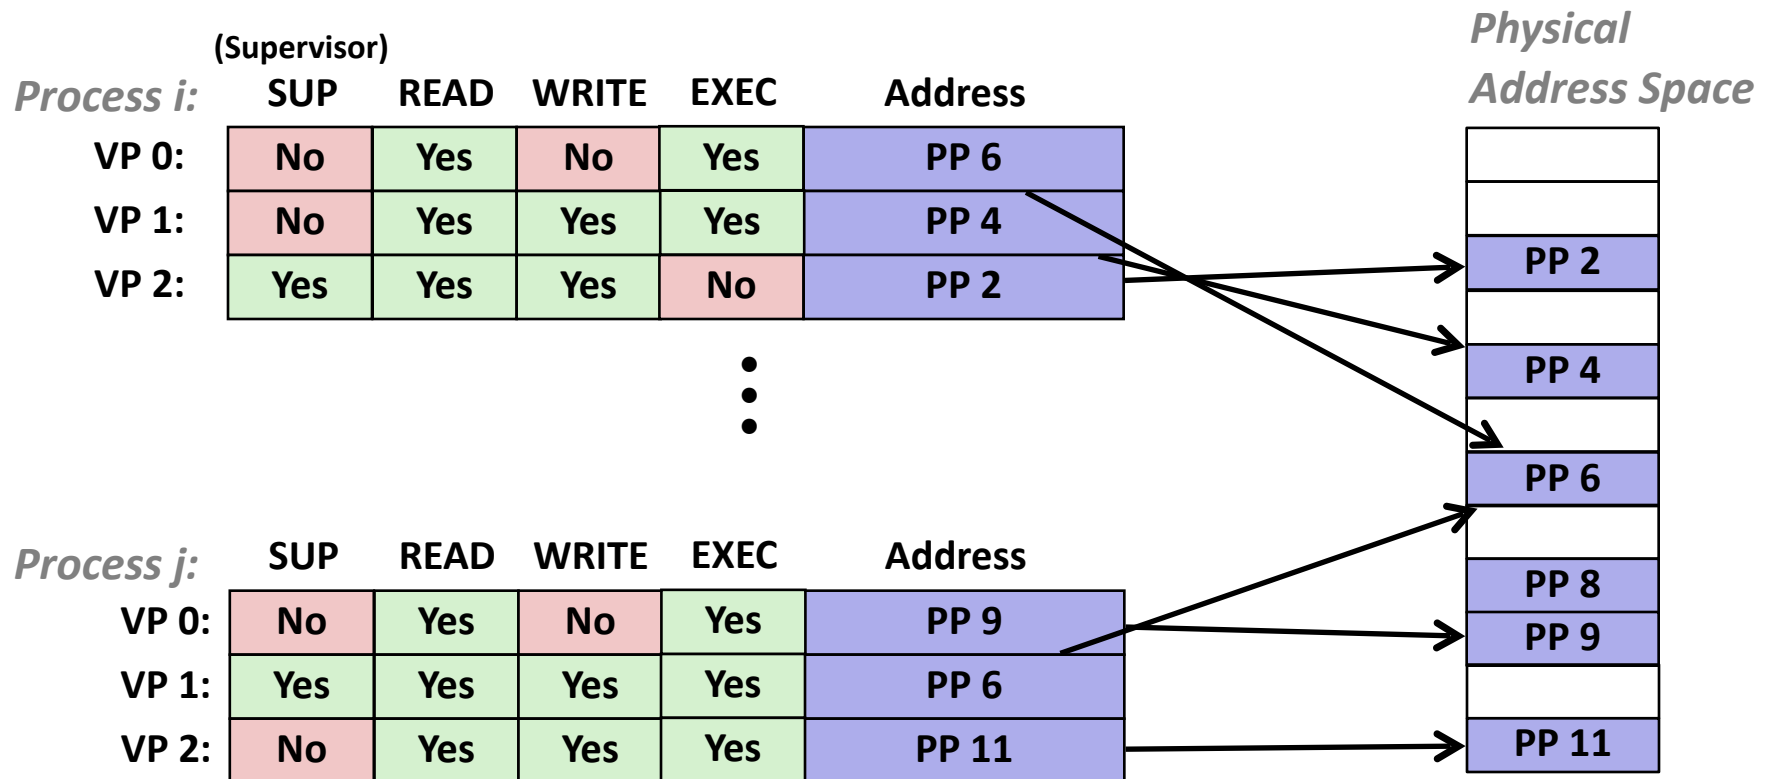 (Supervisor)
Process i: SUP READ WRITE EXEC Address
VP 0: No Yes No Yes PP 6
VP 1: No Yes Yes Yes PP 4
VP 2: Yes Yes Yes No PP 2
Process j: SUP READ WRITE EXEC Address
VP 0: No Yes No Yes PP 9
VP 1: Yes Yes Yes Yes PP 6
VP 2: No Yes Yes Yes PP 11
Physical
Address Space
PP 2
PP 4
PP 6
PP 8
PP 9
PP 11